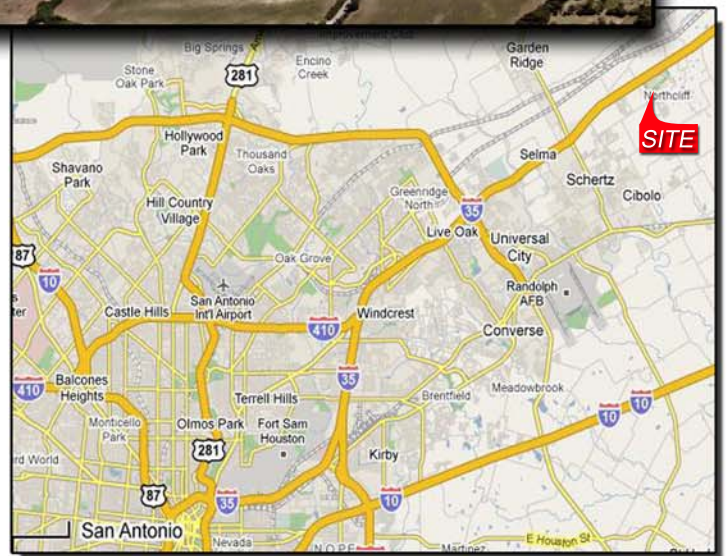 Big Springs
Garden
Ridge
Encino
Creek
Stone
Oak Park
281
Northcliff
SITE
Hollywood
Park
Thousand
Oaks
Selma
Shavano
Park
Schertz
Cibolo
Greenridge
North
Hill Country
Village
35
Live Oak
Universal
City
87
Oak Grove
10
Randolph
AFB
San Antonio
Int'l Airport
Castle Hills
Windcrest
410
Converse
35
Balcones
Heights
410
Meadowbrook
Terrell Hills
Brentfield
10
10
Monticello
Park
Olmos Park
Fort Sam
Houston
281
Kirby
rd World
87
35
10
San Antonio
Nevada
E Houston St
Martinez